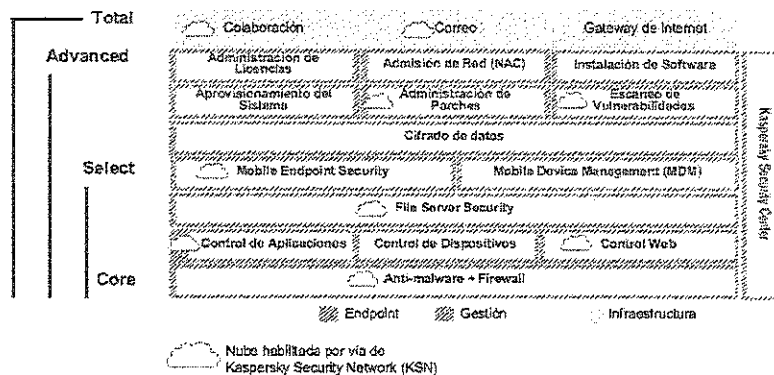 Total
Colaboración
Correo
Gateway de Internet
Advanced
Administración de
Licencias
Admisión de Red (NAC)
Instalación de Software
Aprovisionamiento del
Sistema
Administración de
Parches
Escaneo de
Vulnerabilidades
Cifrado de datos
Select
Mobile Endpoint Security
Mobile Device Management (MDM)
File Server Security
Control de Aplicaciones
Control de Dispositivos
Control Web
Core
Anti-malware + Firewall
Kaspersky Security Center
Endpoint
Gestión
Infraestructura
Nube habilitada por vía de
Kaspersky Security Network (KSN)